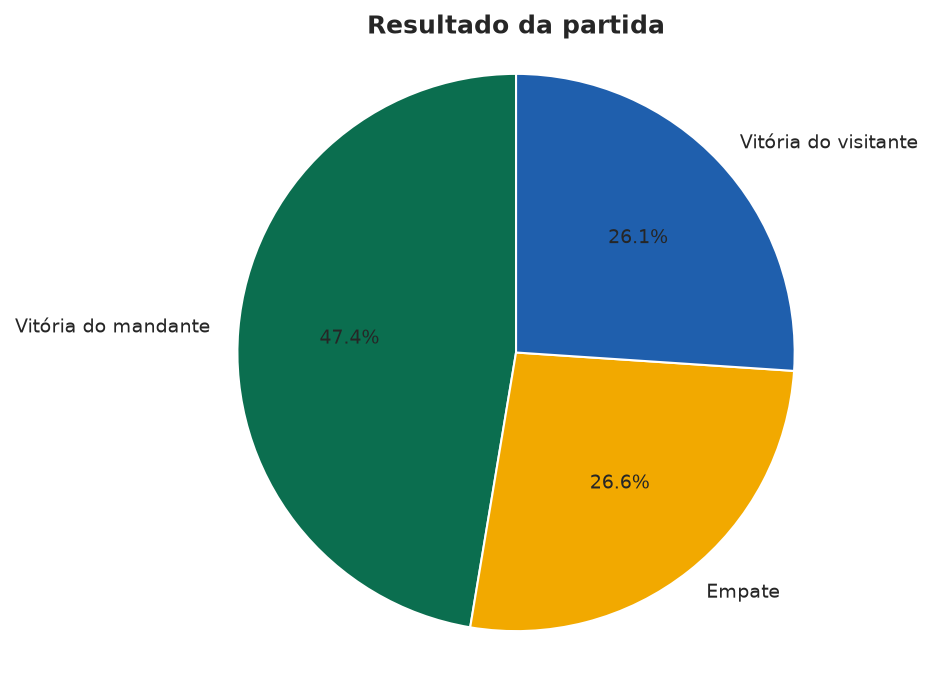 Resultado da partida
Vitória do visitante
26.1%
Vitória do mandante
47.4%
26.6%
Empate